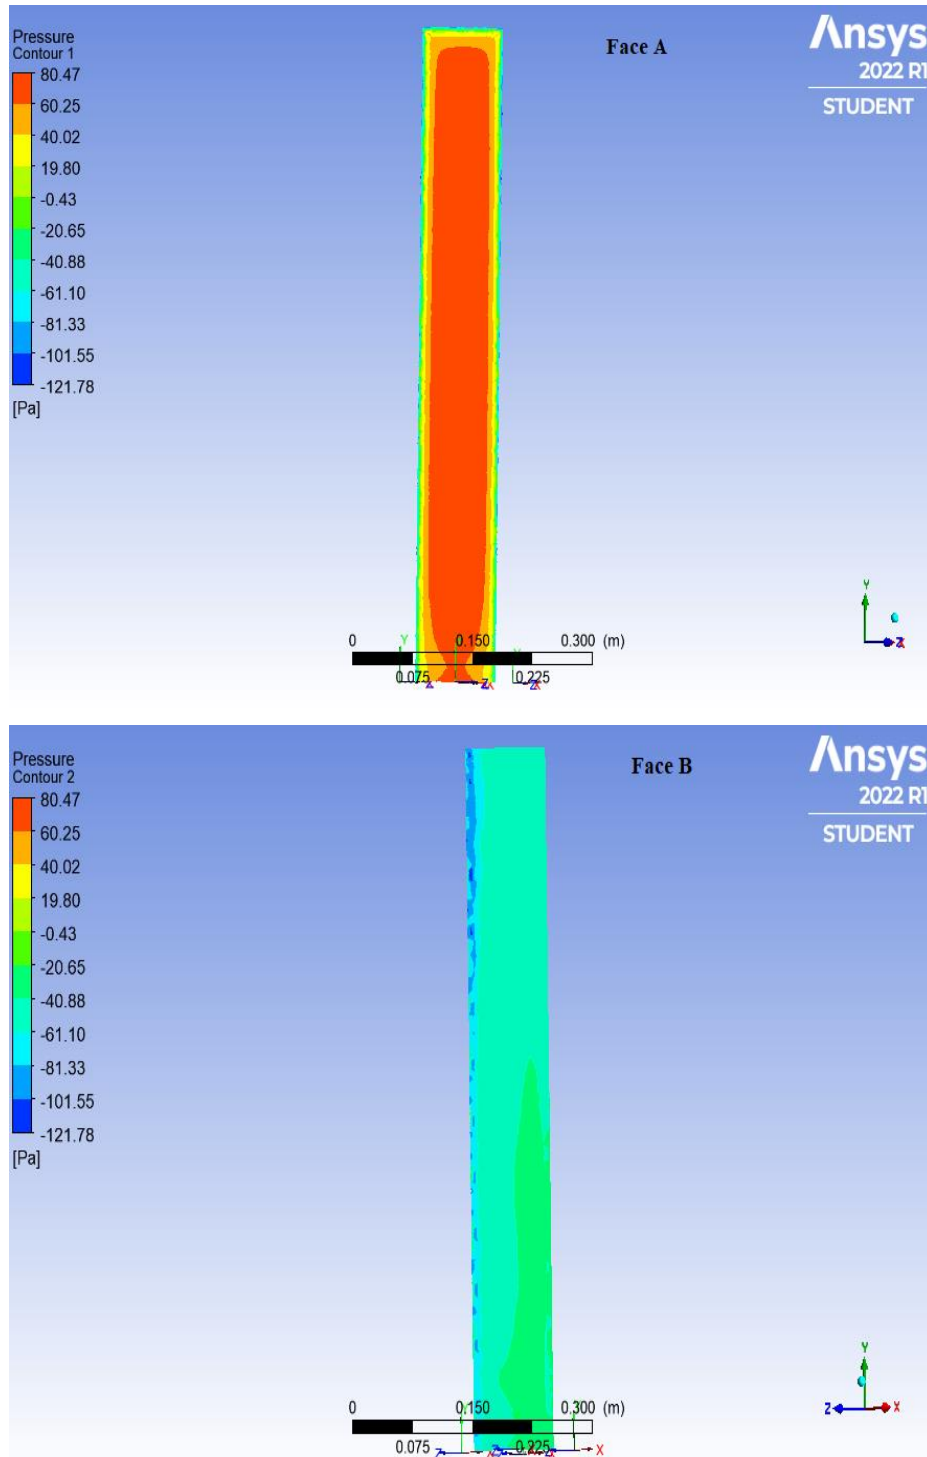 Pressure
Contour 1
80.47
60.25
40.02
19.80
-0.43
-20.65
-40.88
-61.10
-81.33
-101.55
-121.78
[Pa]
Face A
Ansys
2022 R1
STUDENT
Y
Z
0 0.150 0.300 (m)
0.075 0.225
Pressure
Contour 2
80.47
60.25
40.02
19.80
-0.43
-20.65
-40.88
-61.10
-81.33
-101.55
-121.78
[Pa]
Face B
Ansys
2022 R1
STUDENT
Y
Z X
0 0.150 0.300 (m)
0.075 0.225
X